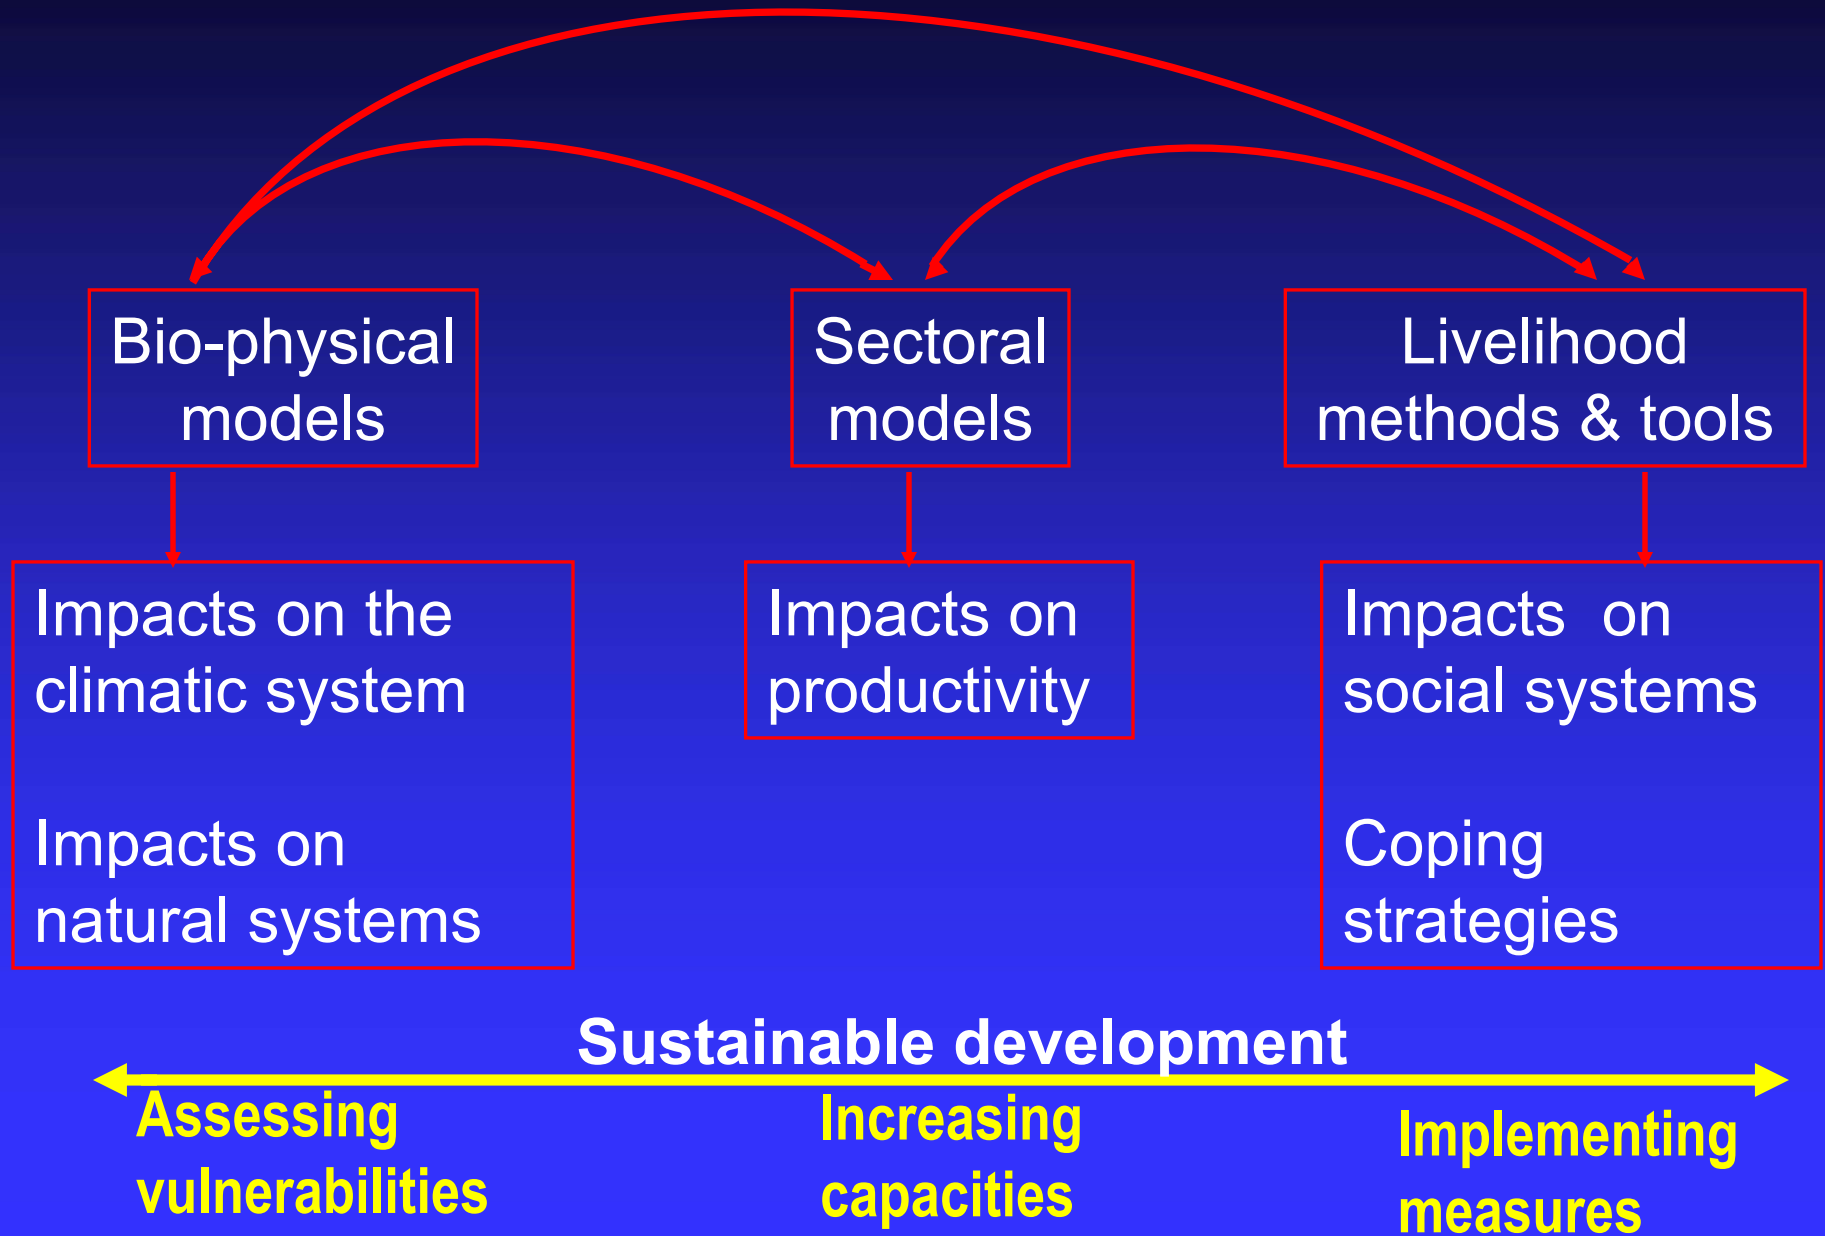 Bio-physical
models
Sectoral
models
Livelihood
methods & tools
Impacts on the
climatic system
Impacts on
natural systems
Impacts on
productivity
Impacts on
social systems
Coping
strategies
Sustainable development
Assessing
vulnerabilities
Increasing
capacities
Implementing
measures